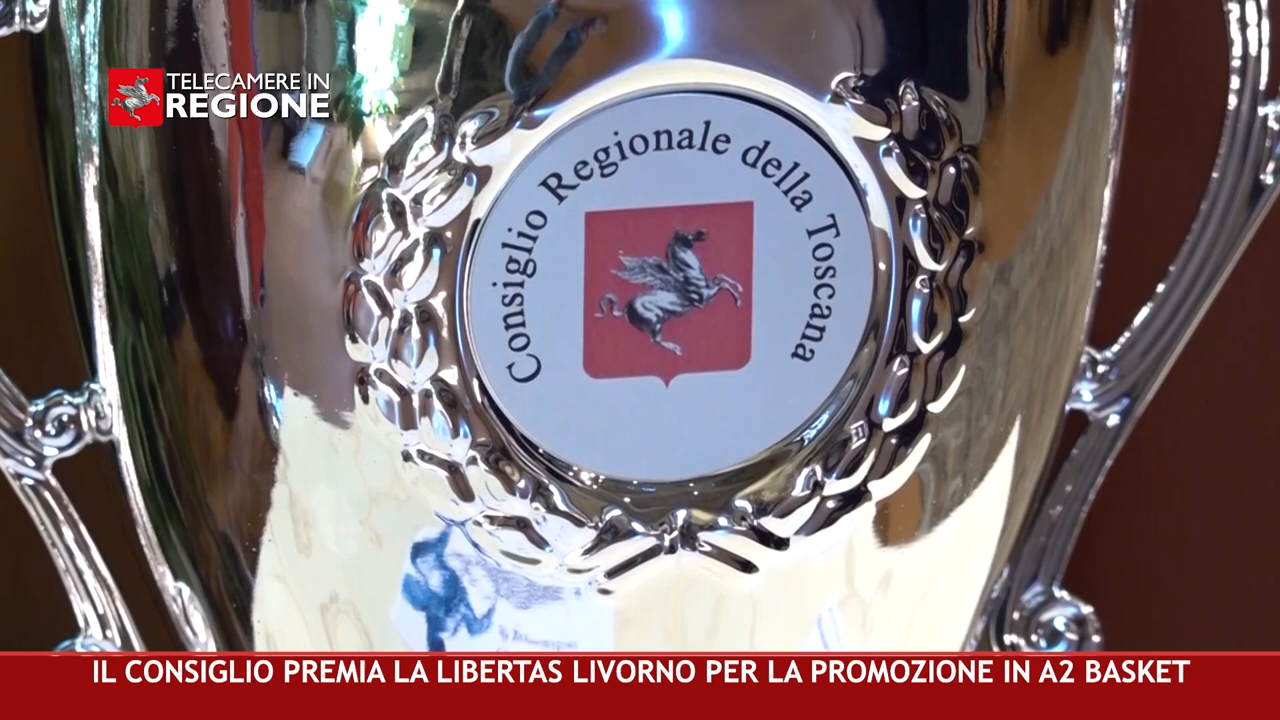 TELECAMERE IN
REGIONE
Consiglio Regionale della Toscana
IL CONSIGLIO PREMIA LA LIBERTAS LIVORNO PER LA PROMOZIONE IN A2 BASKET